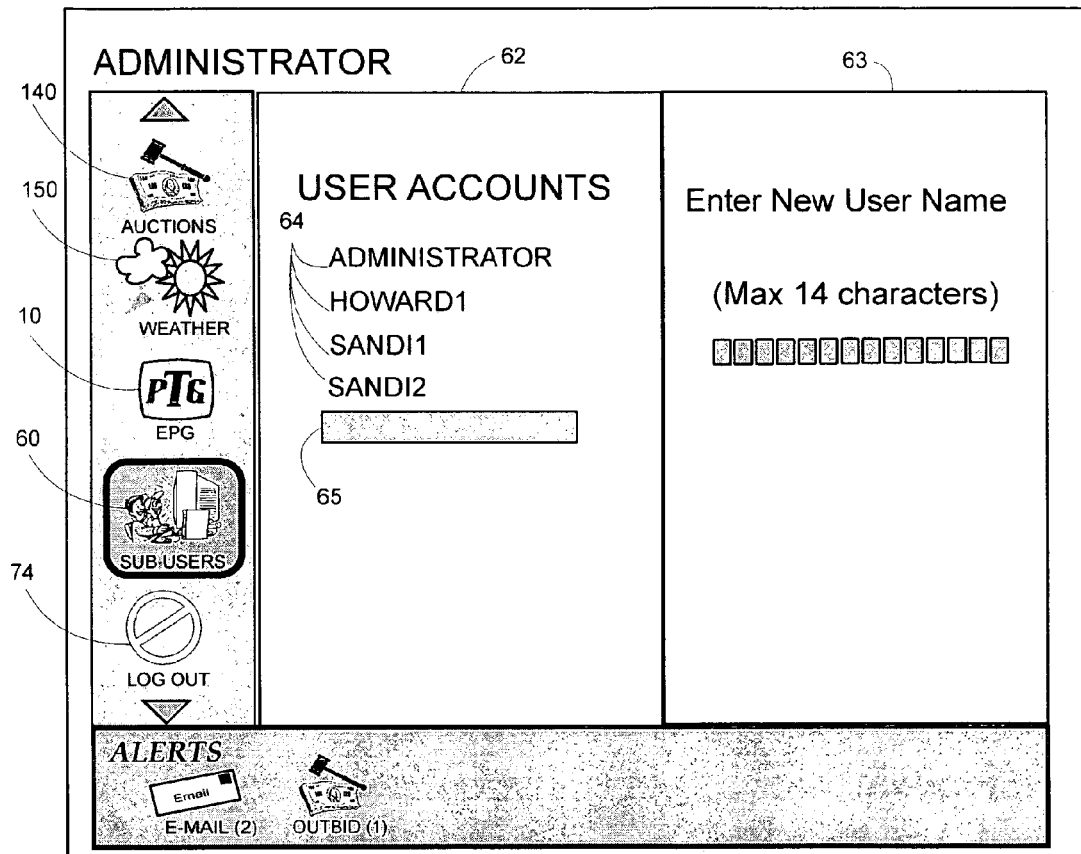 ADMINISTRATOR
62
63
140
AUCTIONS
150
WEATHER
10
PTG
EPG
60
SUB-USERS
74
LOG OUT
USER ACCOUNTS
64
ADMINISTRATOR
HOWARD1
SANDI1
SANDI2
65
Enter New User Name
(Max 14 characters)
ALERTS
Email
E-MAIL (2)
OUTBID (1)